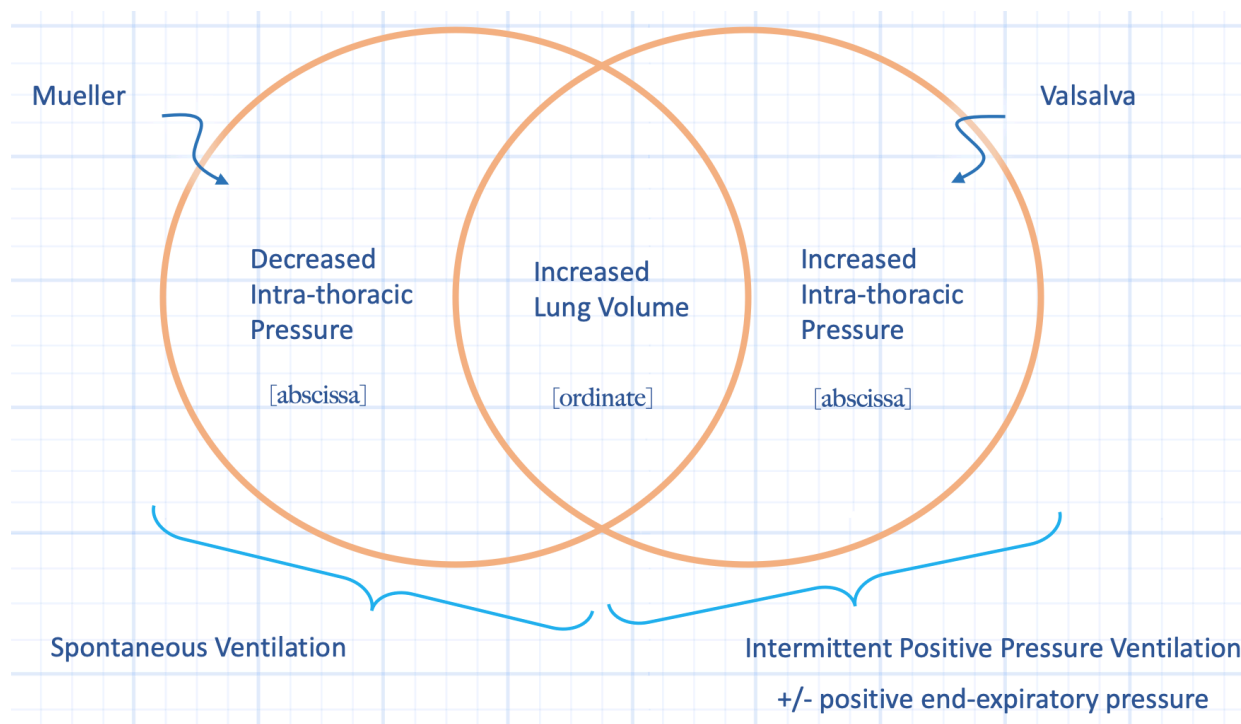 Mueller
Valsalva
Decreased
Intra-thoracic
Pressure
[abscissa]
Increased
Lung Volume
[ordinate]
Increased
Intra-thoracic
Pressure
[abscissa]
Spontaneous Ventilation
Intermittent Positive Pressure Ventilation
+/- positive end-expiratory pressure